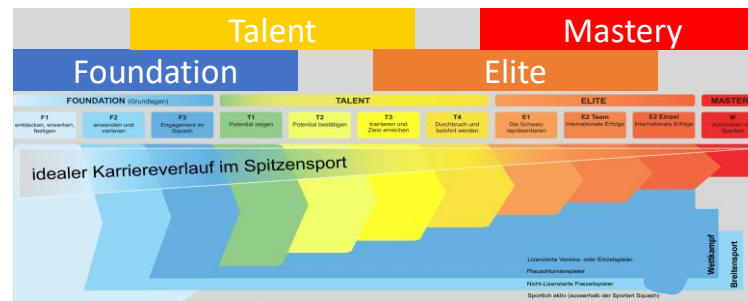 Talent
Mastery
Foundation
Elite
FOUNDATION (Grundlagen)
TALENT
ELITE
MASTER
F1
entdecken, erwerben,
festigen
F2
anwenden und
variieren
F3
Engagement im
Squash
T1
Potential zeigen
T2
Potential bestätigen
T3
trainieren und
Ziele erreichen
T4
Durchbruch und
belohnt werden
E1
Die Schweiz
repräsentieren
E2 Team
Internationale Erfolge
E2 Einzel
Internationale Erfolge
M
Sportart
idealer Karriereverlauf im Spitzensport
Lizenzierte Vereins- oder Einzelspieler
Plauschturnierspieler
Nicht-Lizenzierte Freizeitspieler
Sportlich aktiv (ausserhalb der Sportart Squash)
Wettkampf
Breitensport